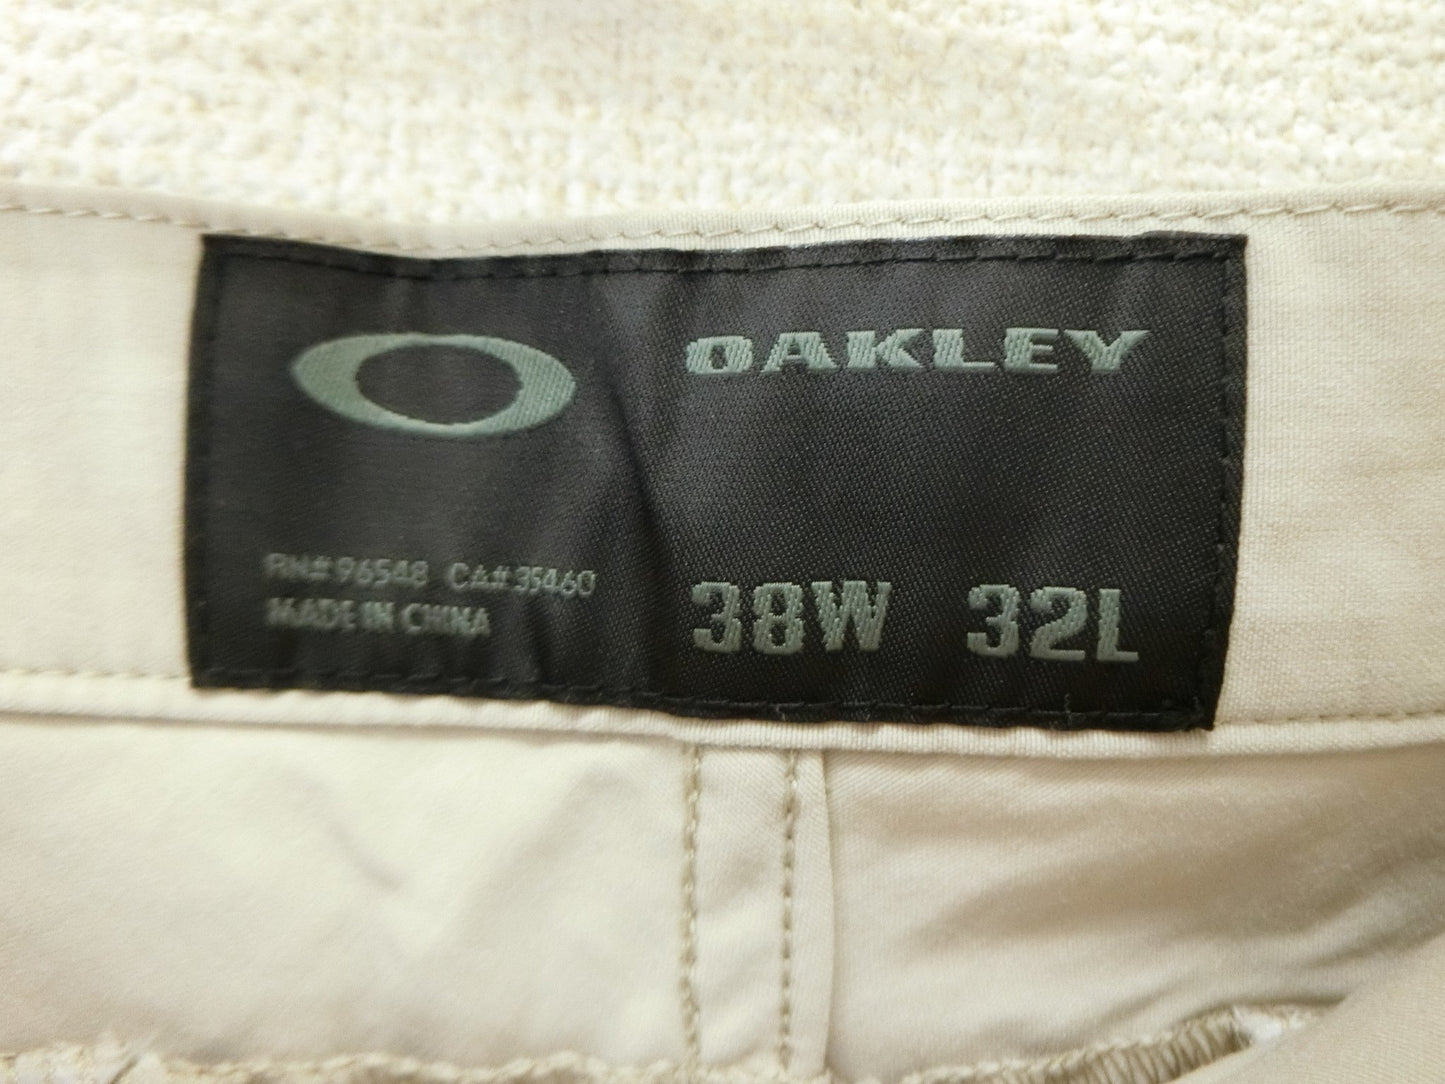 OAKLEY
RN# 96548 CA# 35460
MADE IN CHINA
38W 32L